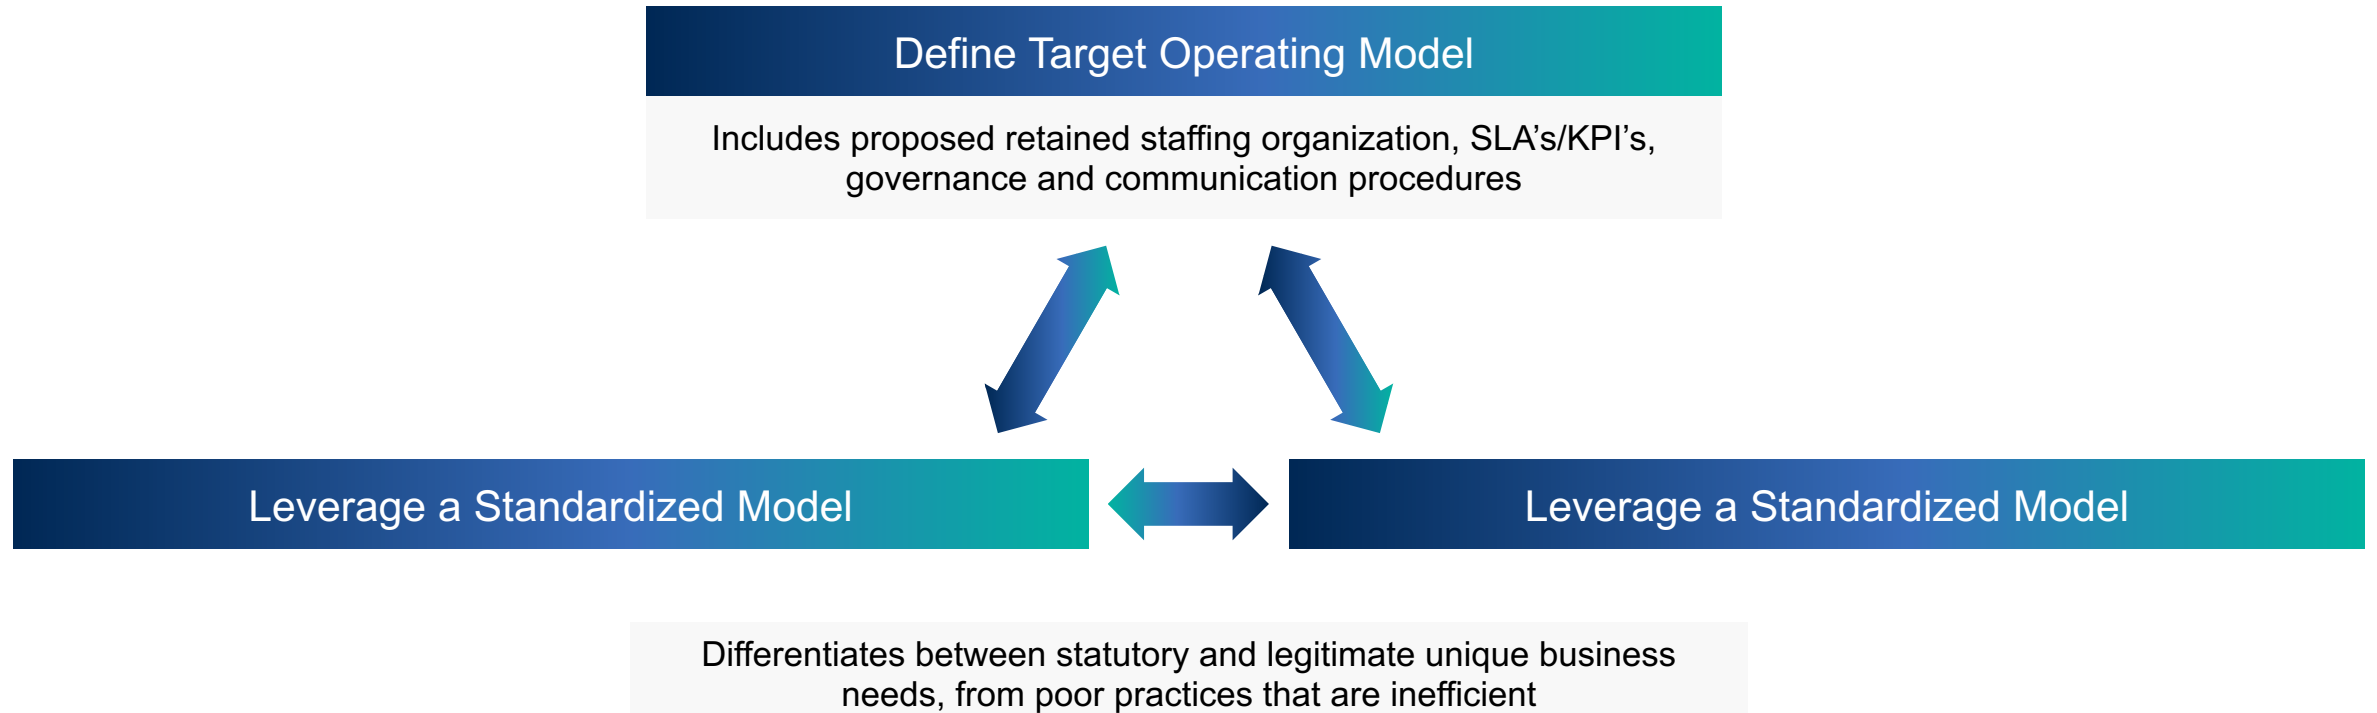 Define Target Operating Model
Includes proposed retained staffing organization, SLA’s/KPI’s,
governance and communication procedures
Leverage a Standardized Model
Leverage a Standardized Model
Differentiates between statutory and legitimate unique business
needs, from poor practices that are inefficient